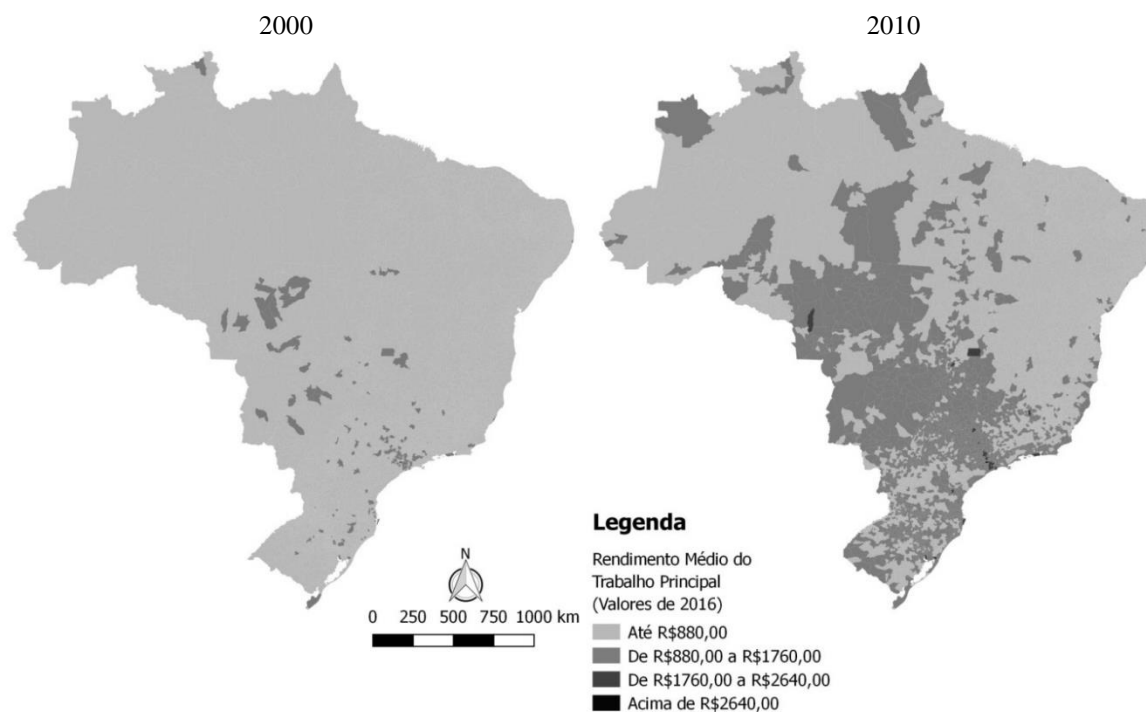 2000
2010
N
0 250 500 750 1000 km
Legenda
Rendimento Médio do
Trabalho Principal
(Valores de 2016)
Até R$880,00
De R$880,00 a R$1760,00
De R$1760,00 a R$2640,00
Acima de R$2640,00